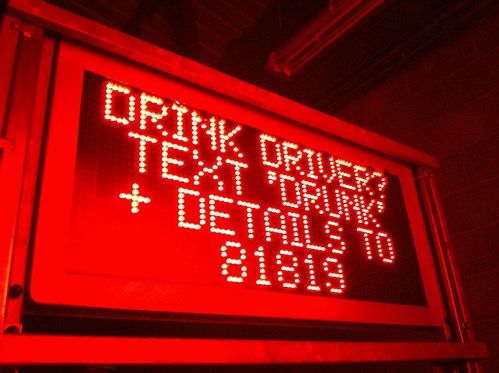 DRINK DRIVER?
TEXT 'DRUNK'
+ DETAILS TO
81819